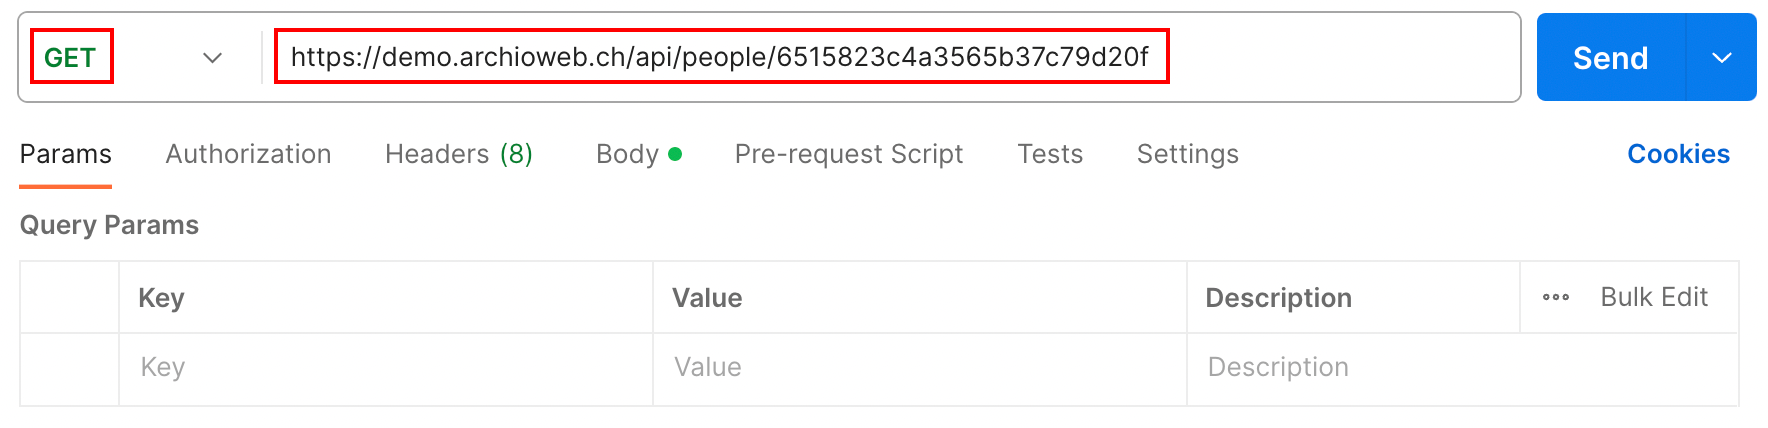 GET https://demo.archioweb.ch/api/people/6515823c4a3565b37c79d20f Send
Params Authorization Headers (8) Body Pre-request Script Tests Settings Cookies
Query Params
Key Value Description Bulk Edit
Key Value Description